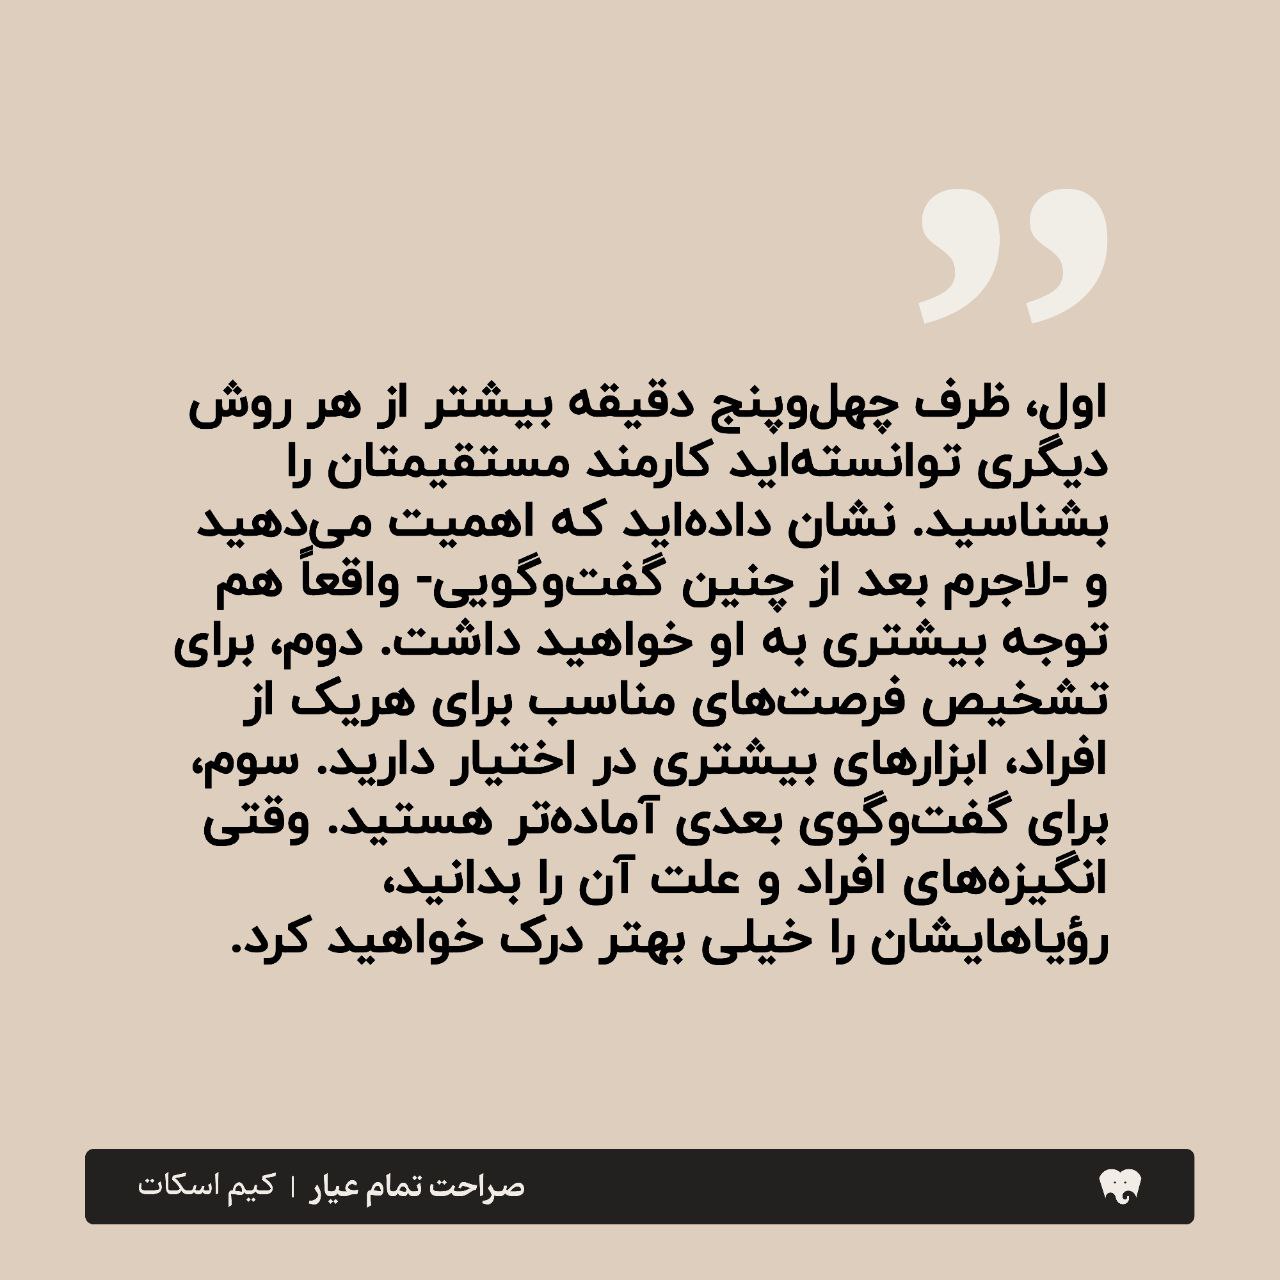 اول، ظرف چهل‌وپنج دقیقه بیشتر از هر روش
دیگری توانسته‌اید کارمند مستقیمتان را
بشناسید. نشان داده‌اید که اهمیت می‌دهید
و -لاجرم بعد از چنین گفت‌وگویی- واقعاً هم
توجه بیشتری به او خواهید داشت. دوم، برای
تشخیص فرصت‌های مناسب برای هریک از
افراد، ابزارهای بیشتری در اختیار دارید. سوم،
برای گفت‌وگوی بعدی آماده‌تر هستید. وقتی
انگیزه‌های افراد و علت آن را بدانید،
رؤیاهایشان را خیلی بهتر درک خواهید کرد.
صراحت تمام عیار | کیم اسکات